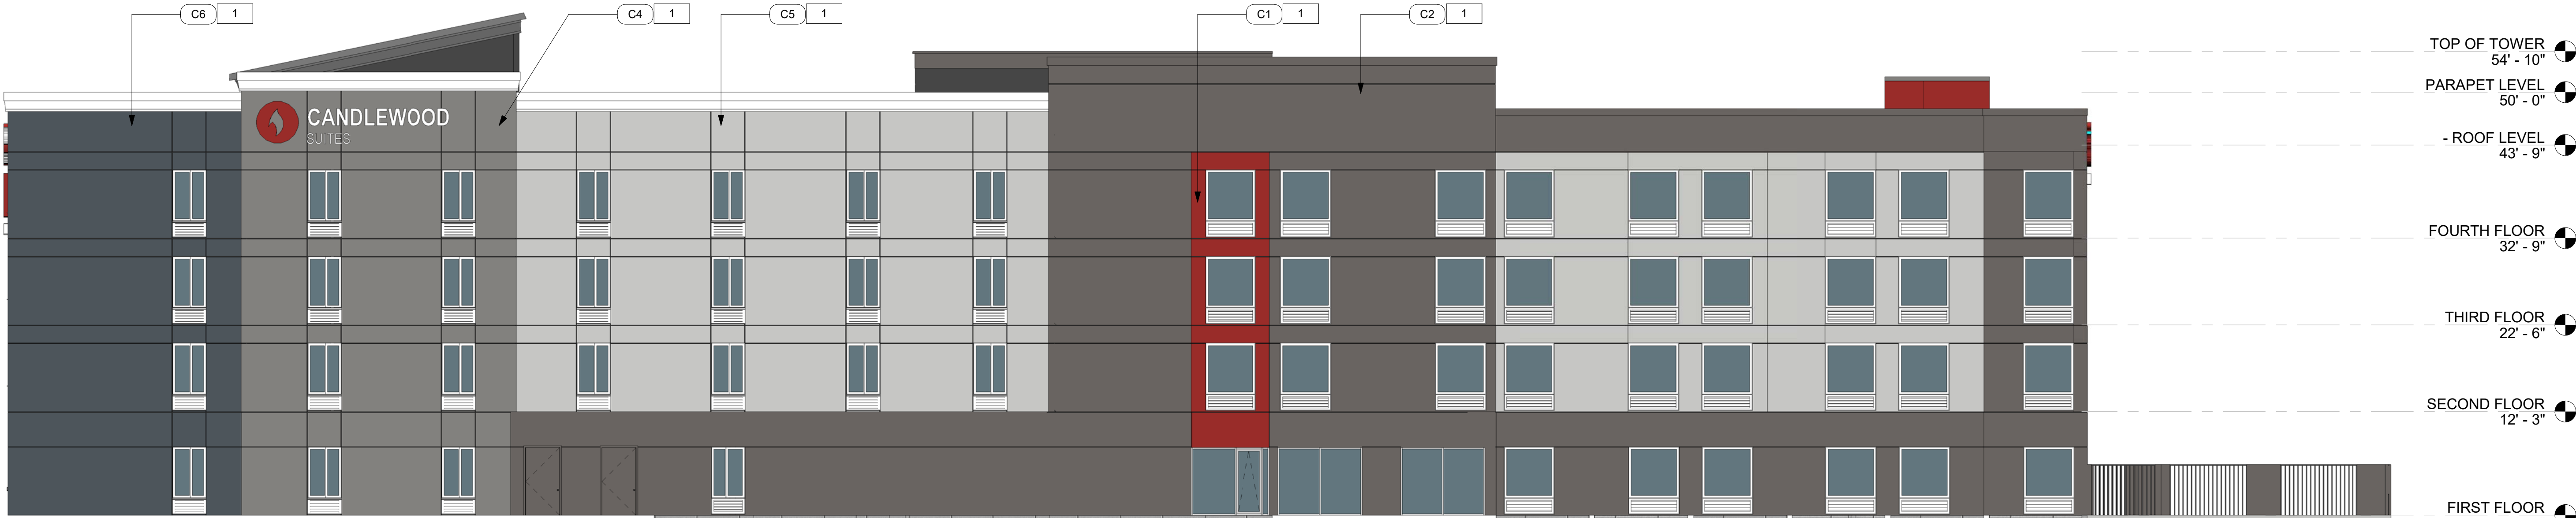 C6 1
C4 1
C5 1
C1 1
C2 1
CANDLEWOOD
SUITES
TOP OF TOWER
54' - 10"
PARAPET LEVEL
50' - 0"
- ROOF LEVEL
43' - 9"
FOURTH FLOOR
32' - 9"
THIRD FLOOR
22' - 6"
SECOND FLOOR
12' - 3"
FIRST FLOOR